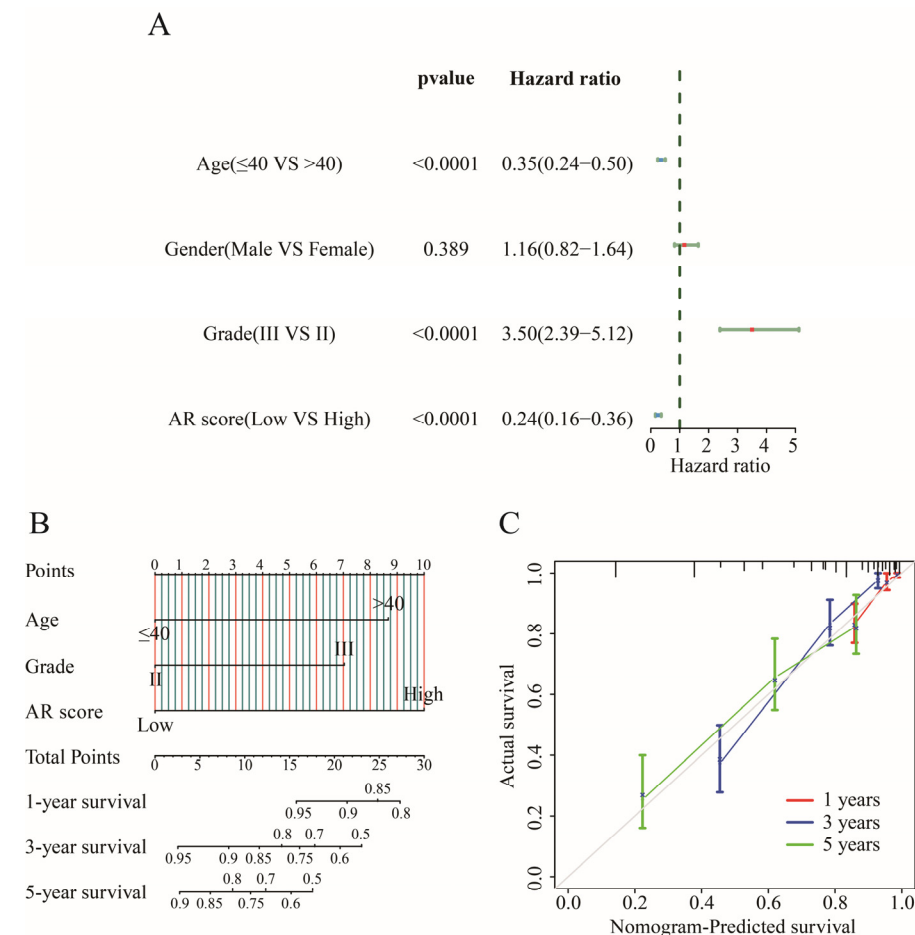 A
pvalue Hazard ratio
Age(≤40 VS >40) <0.0001 0.35(0.24−0.50)
Gender(Male VS Female) 0.389 1.16(0.82−1.64)
Grade(III VS II) <0.0001 3.50(2.39−5.12)
AR score(Low VS High) <0.0001 0.24(0.16−0.36)
0 1 2 3 4 5
Hazard ratio
B
Points 0 1 2 3 4 5 6 7 8 9 10
>40
Age
≤40
III
Grade
II
High
AR score
Low
Total Points
0 5 10 15 20 25 30
0.85
1-year survival
0.95 0.9 0.8
0.8 0.7 0.5
3-year survival
0.95 0.9 0.85 0.75 0.6
0.8 0.7 0.5
5-year survival
0.9 0.85 0.75 0.6
C
Actual survival
1.0
0.8
0.6
0.4
0.2
0.0
1 years
3 years
5 years
0.0 0.2 0.4 0.6 0.8 1.0
Nomogram-Predicted survival